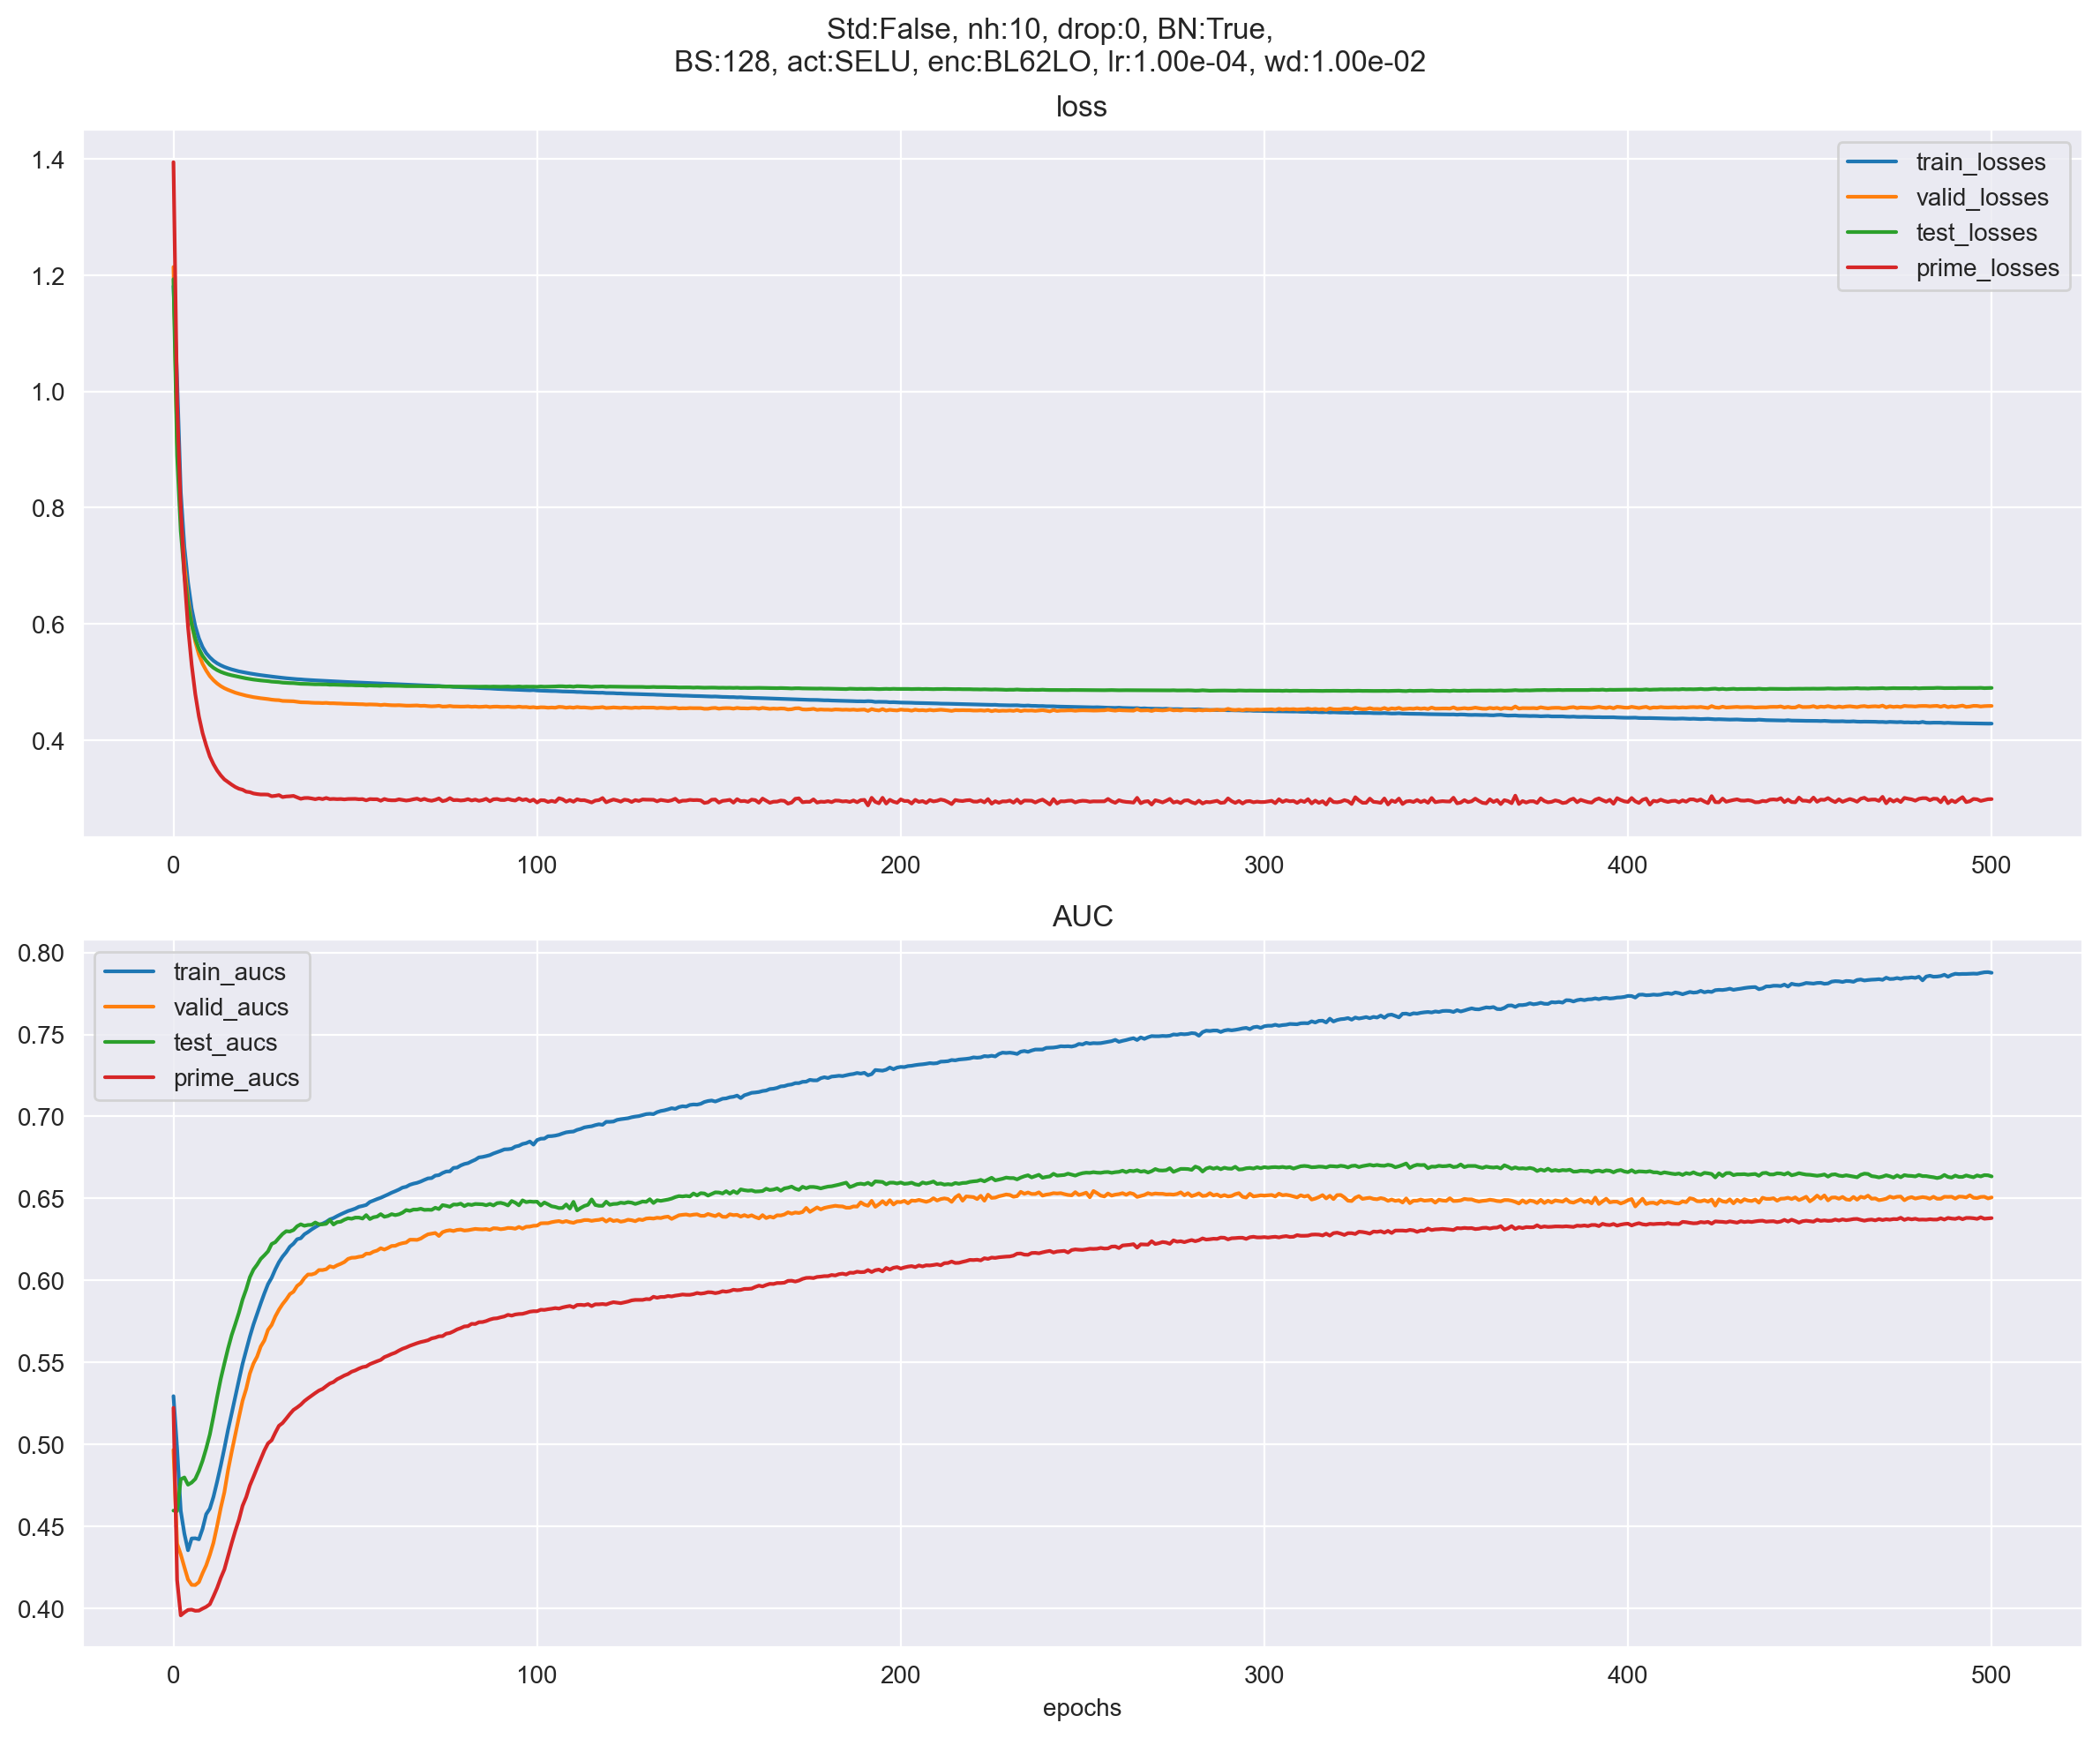 Std:False, nh:10, drop:0, BN:True,
BS:128, act:SELU, enc:BL62LO, lr:1.00e-04, wd:1.00e-02
loss
1.4
1.2
1.0
0.8
0.6
0.4
train_losses
valid_losses
test_losses
prime_losses
0 100 200 300 400 500
AUC
0.80
0.75
0.70
0.65
0.60
0.55
0.50
0.45
0.40
train_aucs
valid_aucs
test_aucs
prime_aucs
0 100 200 300 400 500
epochs